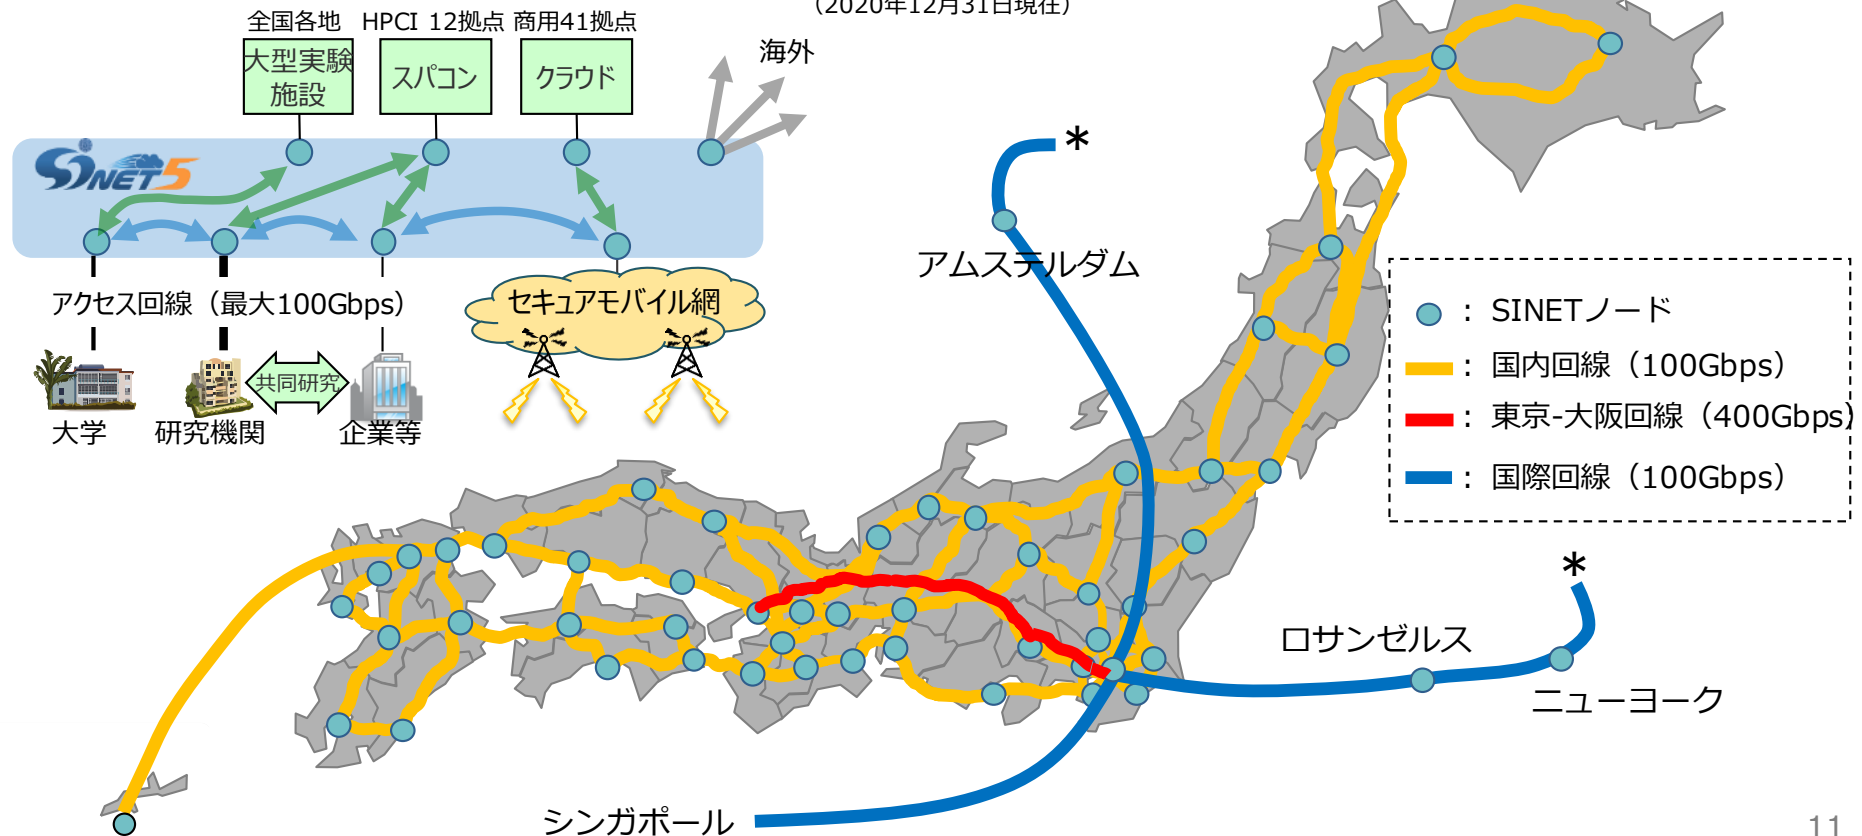 （2020年12月31日現在）
全国各地
HPCI 12拠点
商用41拠点
大型実験
施設
スパコン
クラウド
海外
SINET5
アクセス回線（最大100Gbps）
セキュアモバイル網
共同研究
大学
研究機関
企業等
*
アムステルダム
： SINETノード
： 国内回線（100Gbps）
： 東京-大阪回線（400Gbps）
： 国際回線（100Gbps）
*
ロサンゼルス
ニューヨーク
シンガポール
11